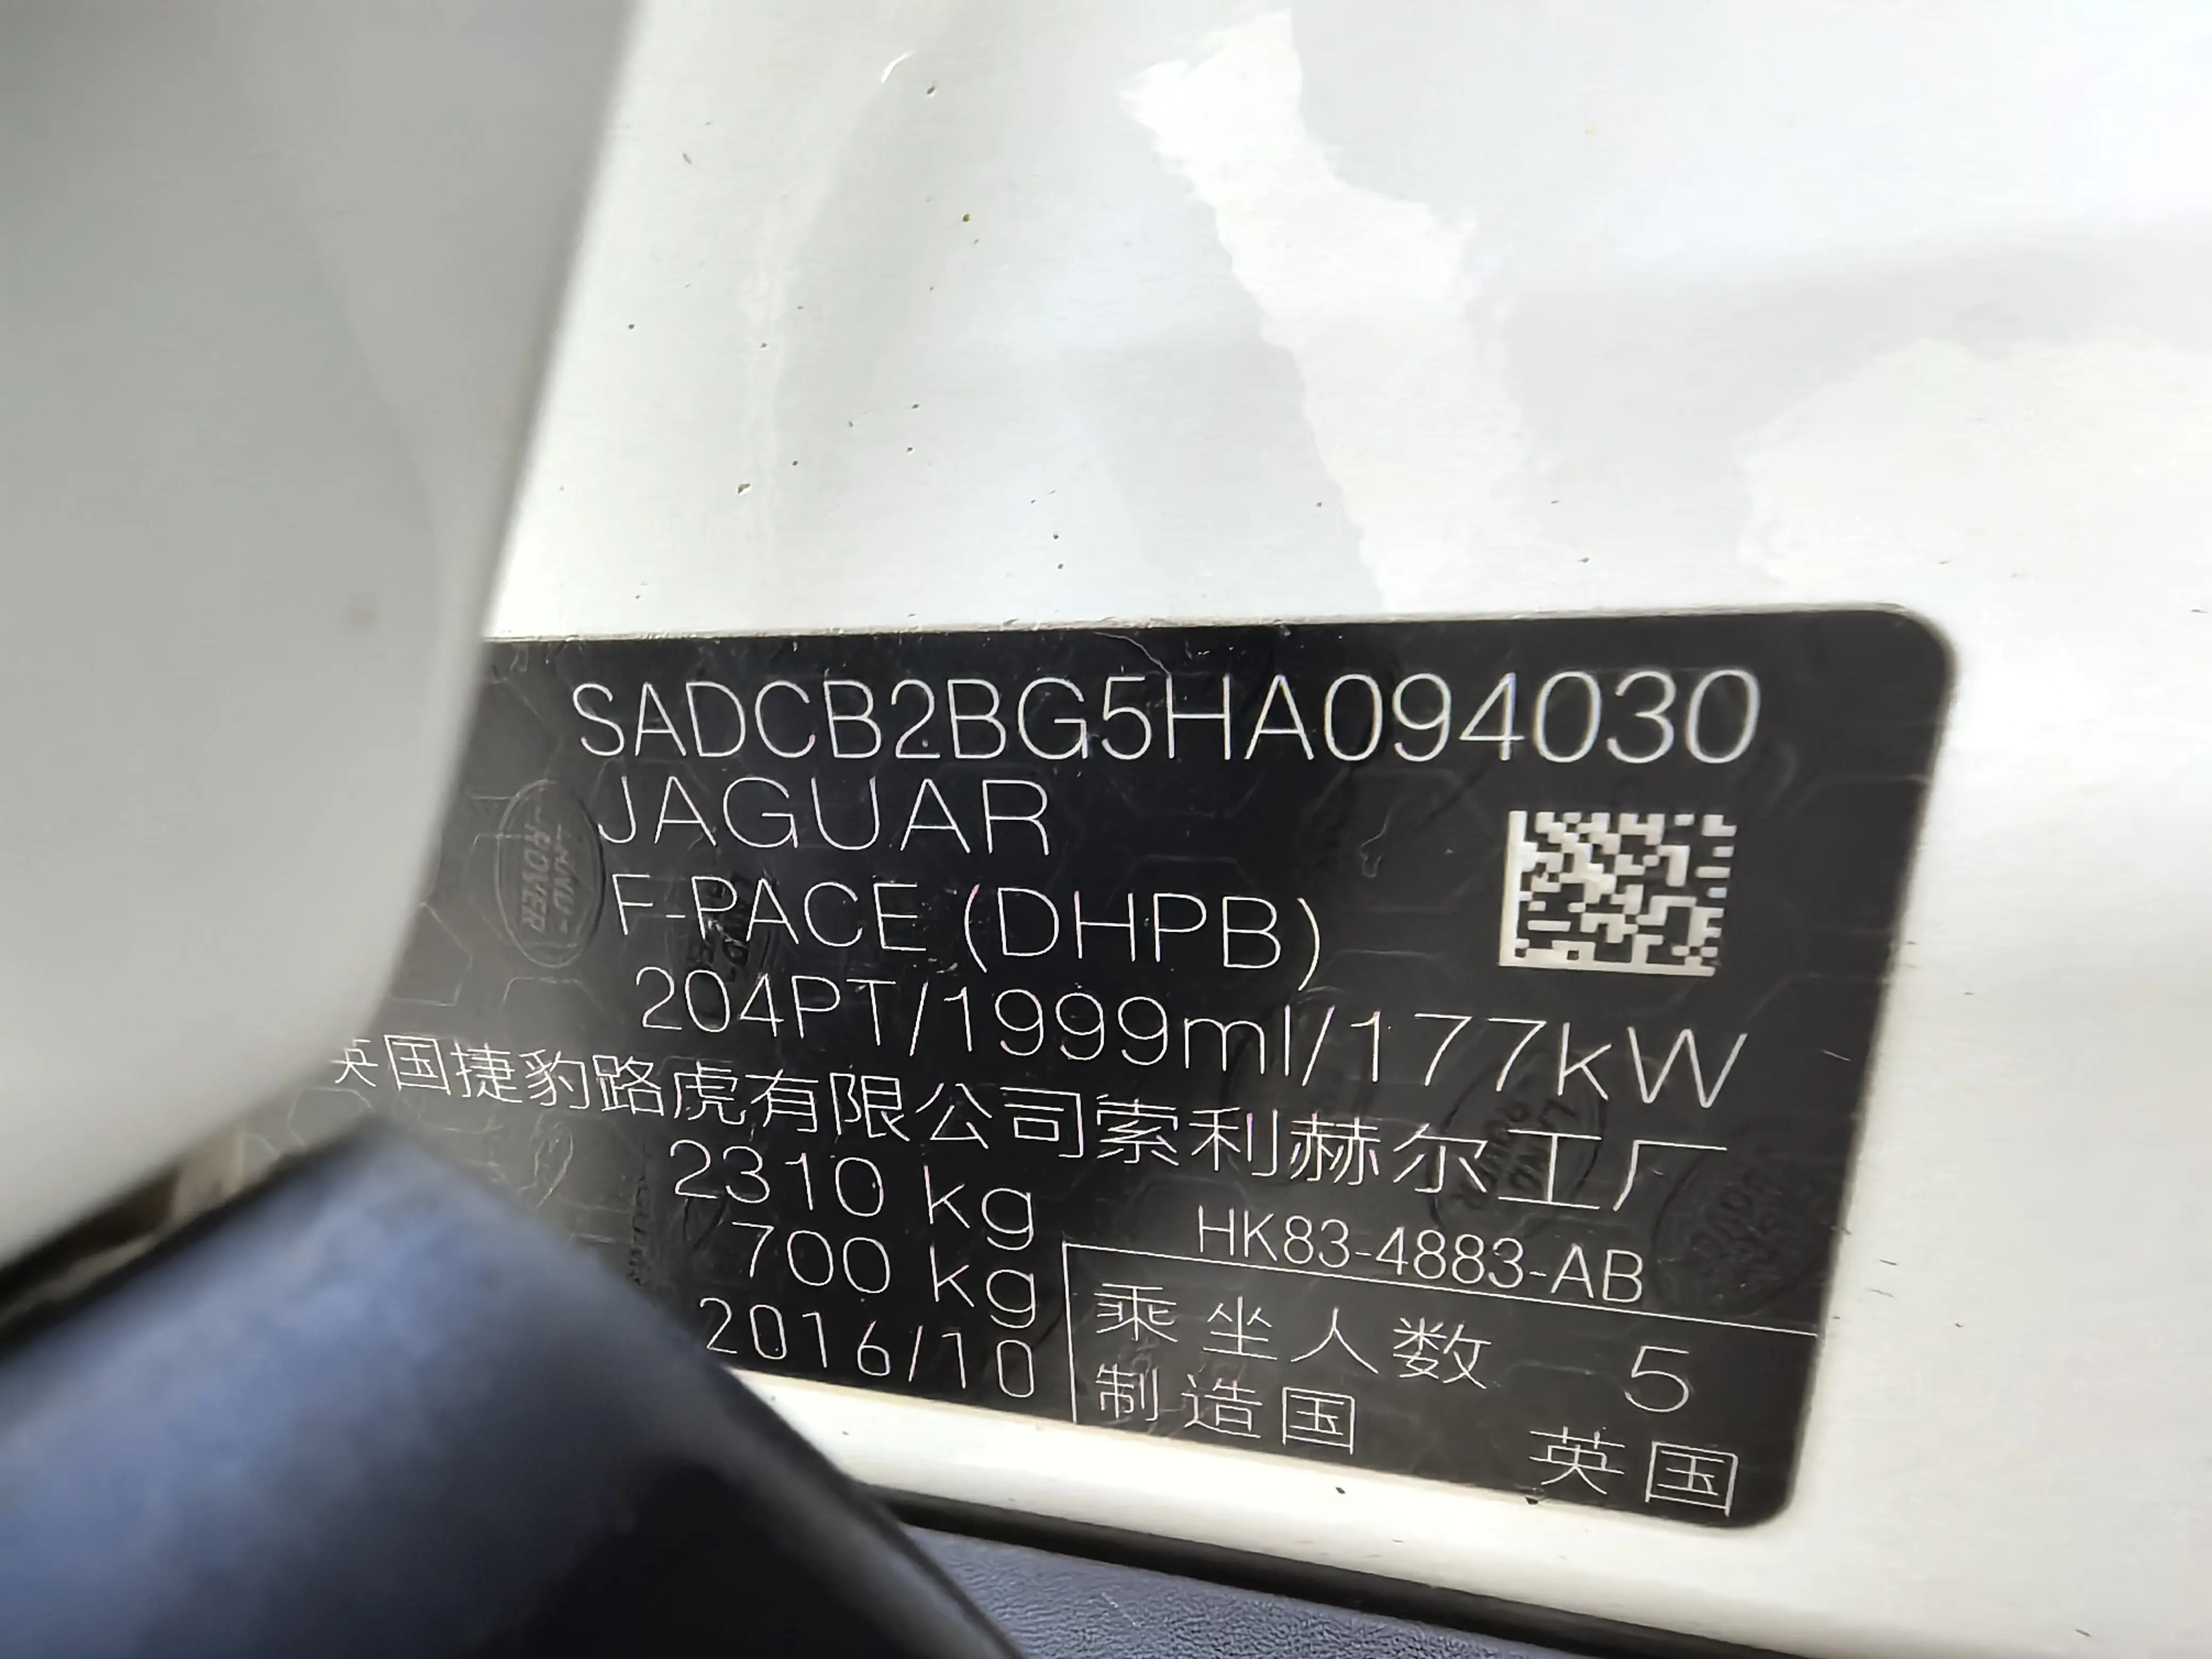 SADCB2BG5HA094030
JAGUAR
F-PACE (DHPB)
204PT/1999ml/177kW
英国捷豹路虎有限公司索利赫尔工厂
2310 kg
HK83-4883-AB
700 kg
乘坐人数 5
2016/10
制造国 英国